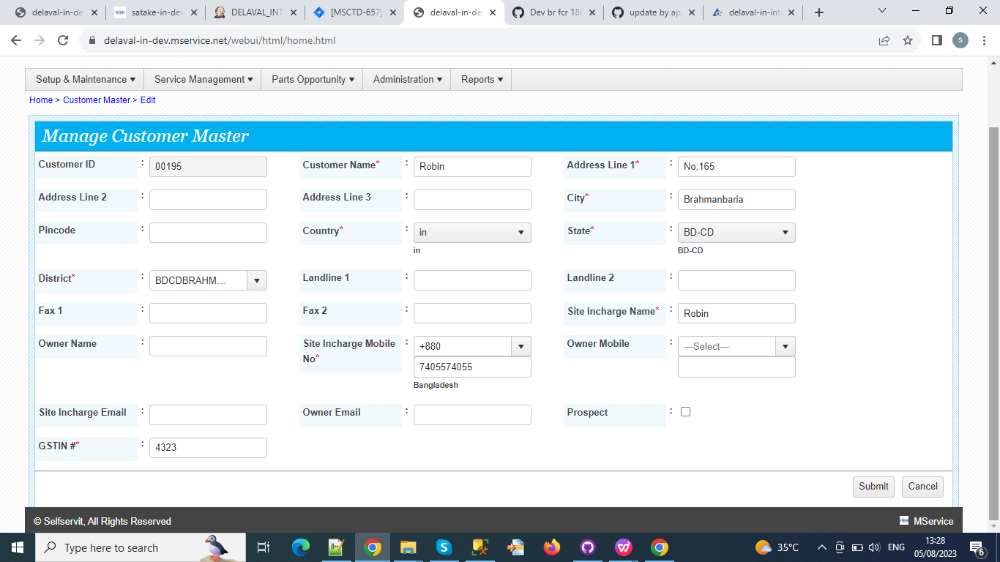 delaval-in-de
satake-in-dev
DELAVAL_INT
[MSCTD-657]
delaval-in-de
Dev br fcr 180
update by ap
delaval-in-int
delaval-in-dev.mservice.net/webui/html/home.html
S
Setup & Maintenance Service Management Parts Opportunity Administration Reports
Home > Customer Master > Edit
Manage Customer Master
Customer ID : 00195 Customer Name* : Robin Address Line 1* : No;165
Address Line 2 : Address Line 3 : City* : Brahmanbaria
Pincode : Country* : in State* : BD-CD
in BD-CD
District* : BDCDBRAHM... Landline 1 : Landline 2 :
Fax 1 : Fax 2 : Site Incharge Name* : Robin
Owner Name : Site Incharge Mobile No* : +880 Owner Mobile : ---Select---
7405574055
Bangladesh
Site Incharge Email : Owner Email : Prospect :
GSTIN #* : 4323
Submit Cancel
© Selfservit, All Rights Reserved MService
Type here to search
35°C ENG 13:28
05/08/2023
6